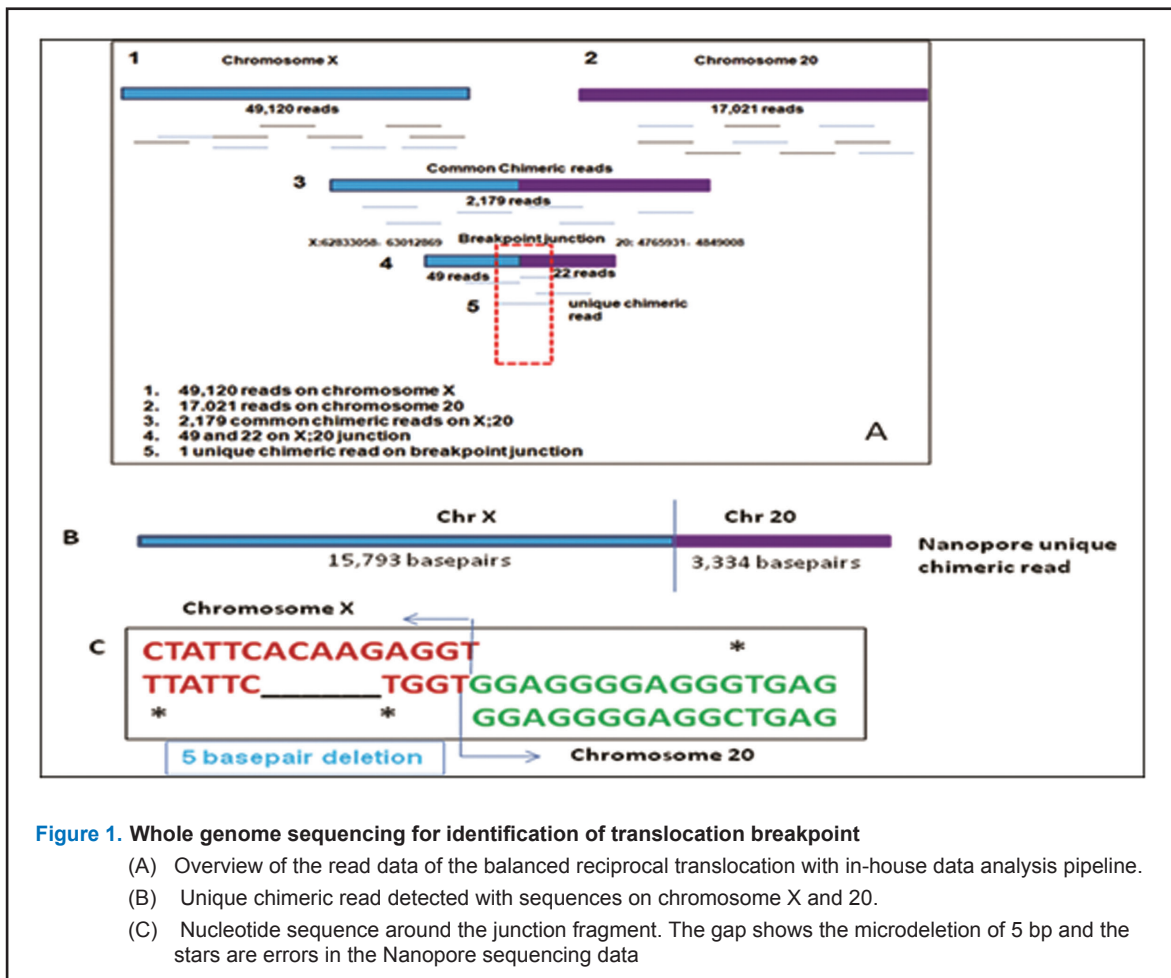 1 Chromosome X 2 Chromosome 20
49,120 reads 17,021 reads
Common Chimeric reads
3
2,179 reads
X:62833058- 63012869 Breakpoint junction 20: 4765931- 4849008
4
49 reads 22 reads
5 unique chimeric
read
1. 49,120 reads on chromosome X
2. 17.021 reads on chromosome 20
3. 2,179 common chimeric reads on X;20
4. 49 and 22 on X;20 junction
5. 1 unique chimeric read on breakpoint junction
A
Chr X Chr 20
B
15,793 basepairs 3,334 basepairs
Nanopore unique
chimeric read
Chromosome X
C CTATTCACAAGAGGT *
TTATTC______TGGTGGAGGGGAGGGTGAG
* * GGAGGGGAGGCTGAG
5 basepair deletion Chromosome 20
Figure 1. Whole genome sequencing for identification of translocation breakpoint
(A) Overview of the read data of the balanced reciprocal translocation with in-house data analysis pipeline.
(B) Unique chimeric read detected with sequences on chromosome X and 20.
(C) Nucleotide sequence around the junction fragment. The gap shows the microdeletion of 5 bp and the
stars are errors in the Nanopore sequencing data